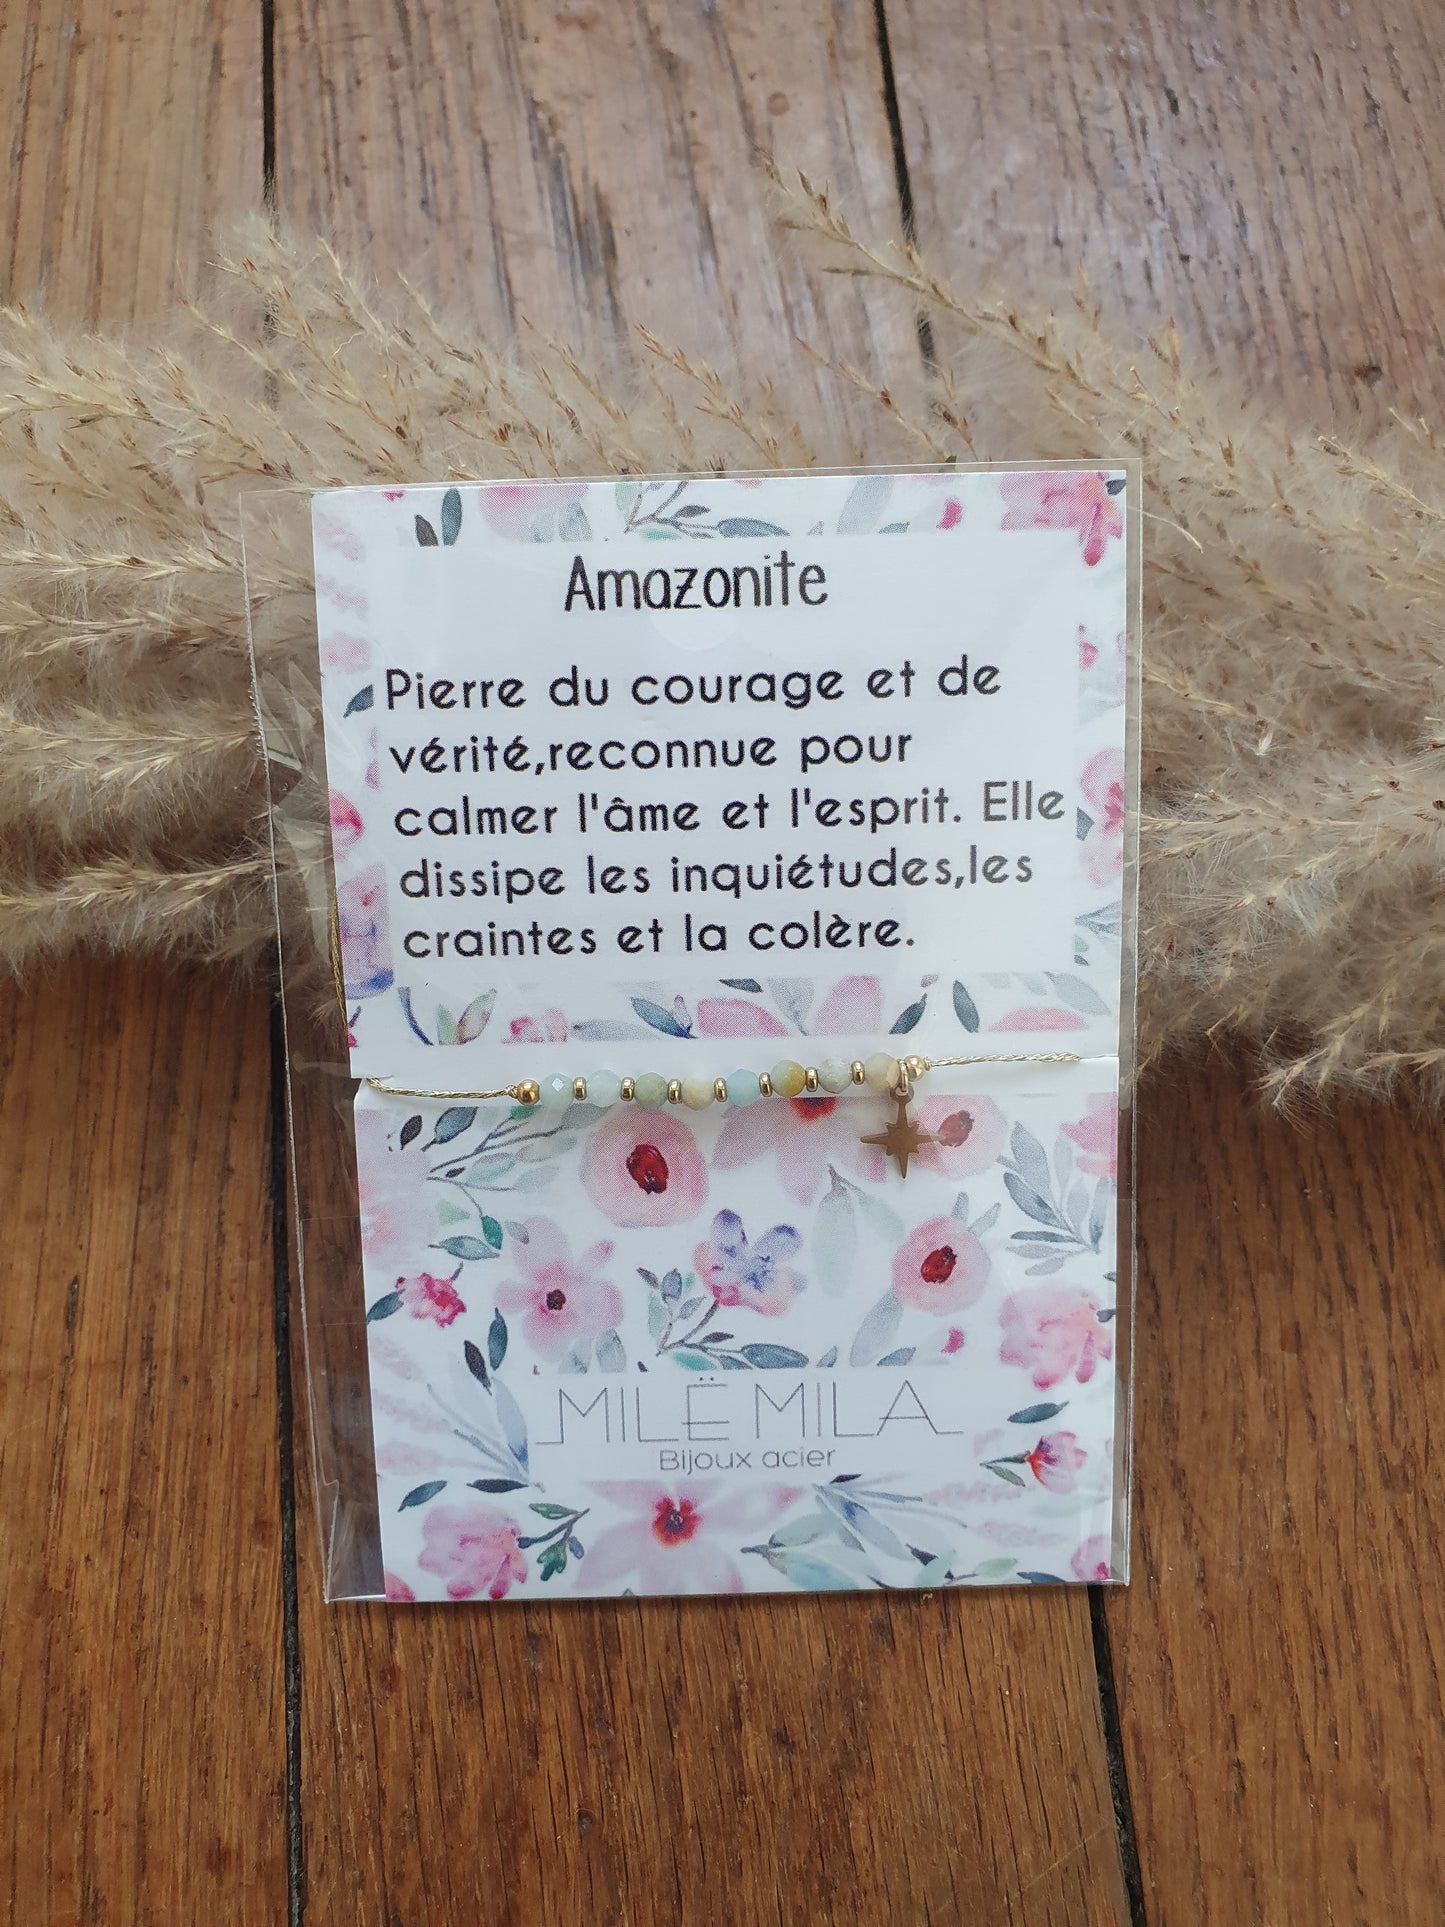 Amazonite
Pierre du courage et de
vérité,reconnue pour
calmer l'âme et l'esprit. Elle
dissipe les inquiétudes,les
craintes et la colère.
MILË MILA
Bijoux acier